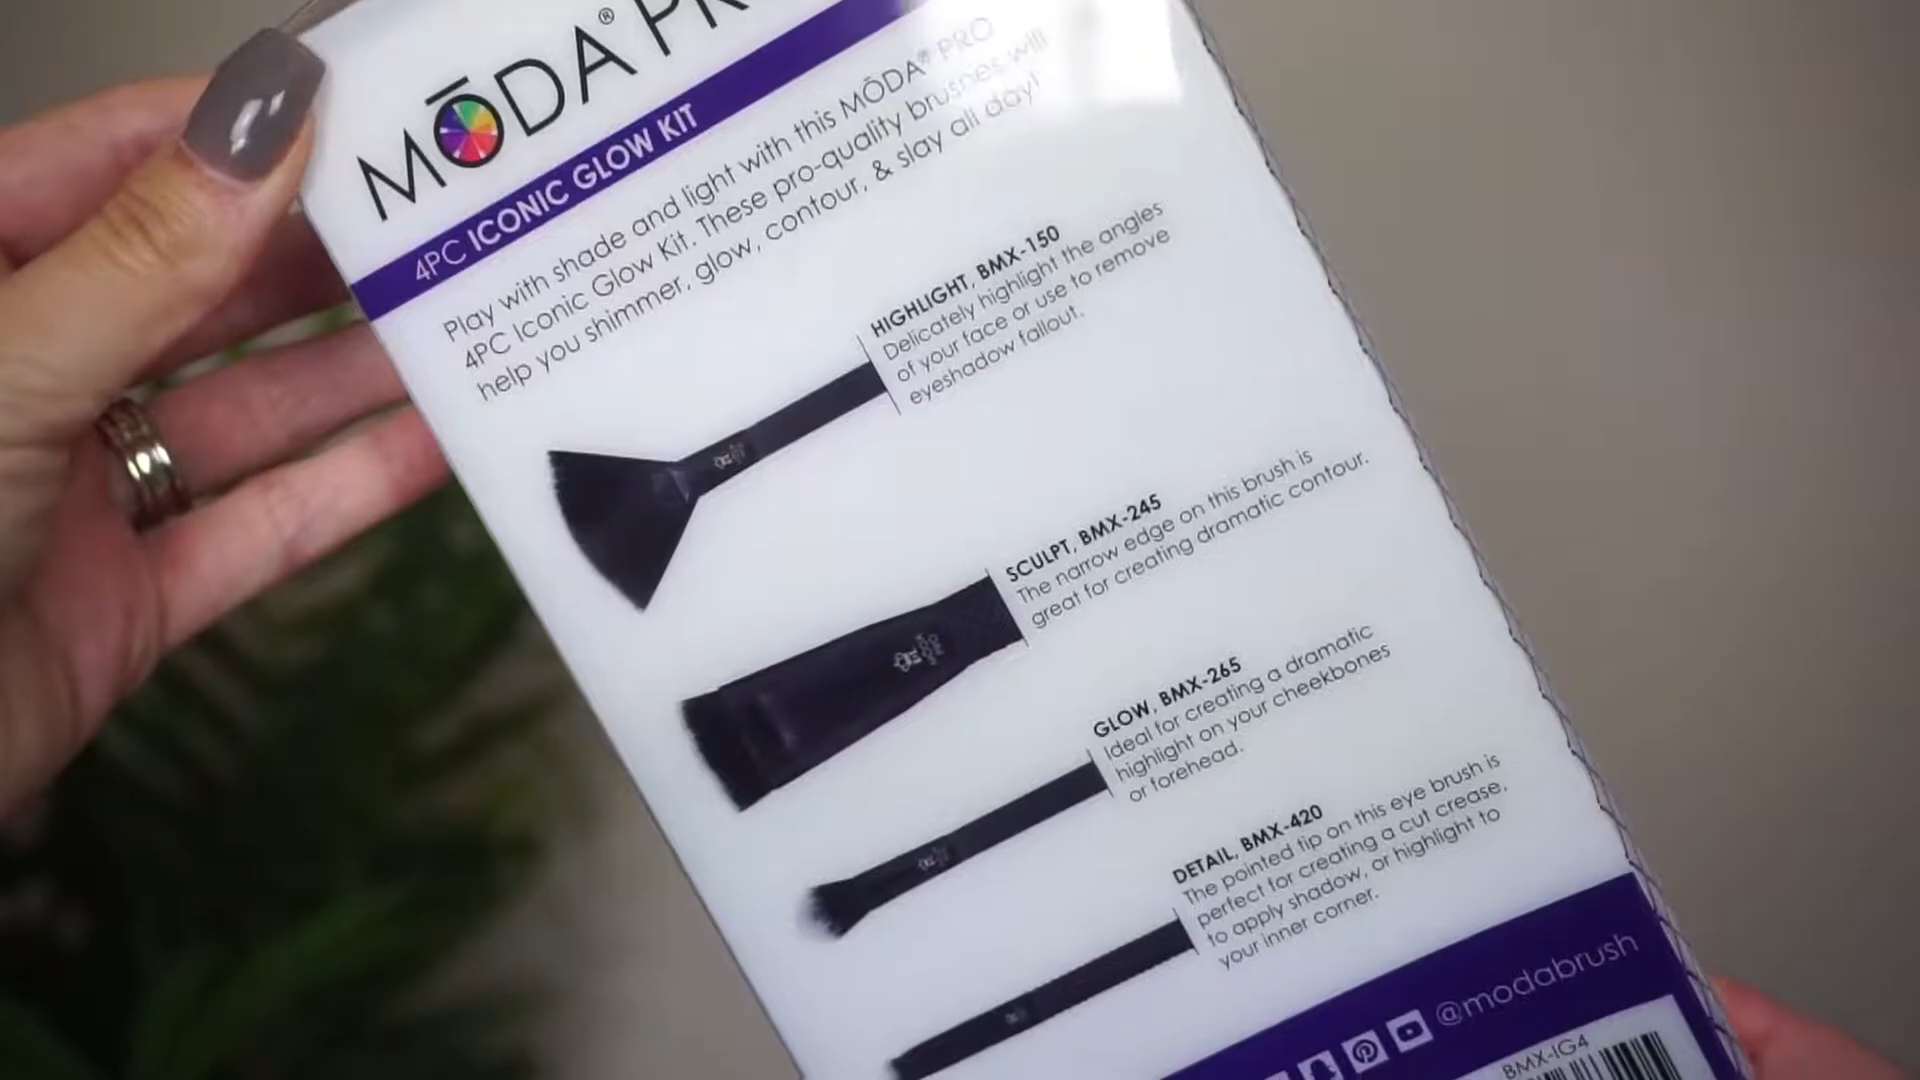 MŌDA® PR
4PC ICONIC GLOW KIT
Play with shade and light with this MŌDA® PRO
4PC Iconic Glow Kit. These pro-quality brushes will
help you shimmer, glow, contour, & slay all day!
HIGHLIGHT, BMX-150
Delicately highlight the angles
of your face or use to remove
eyeshadow fallout.
SCULPT, BMX-245
The narrow edge on this brush is
great for creating dramatic contour.
GLOW, BMX-265
Ideal for creating a dramatic
highlight on your cheekbones
or forehead.
DETAIL, BMX-420
The pointed tip on this eye brush is
perfect for creating a cut crease,
to apply shadow, or highlight to
your inner corner.
@modabrush
BMX-IG4